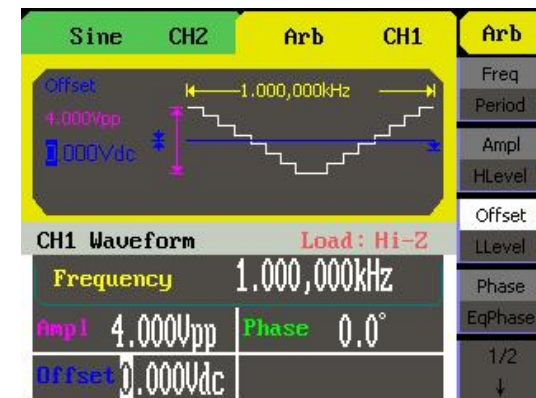 Sine CH2 Arb CH1 Arb
Offset 1.000,000kHz
4.000Vpp
0.000Vdc
CH1 Waveform Load: Hi-Z
Frequency 1.000,000kHz
Ampl 4.000Vpp Phase 0.0°
Offset 0.000Vdc
Freq
Period
Ampl
HLevel
Offset
LLevel
Phase
EqPhase
1/2
↓